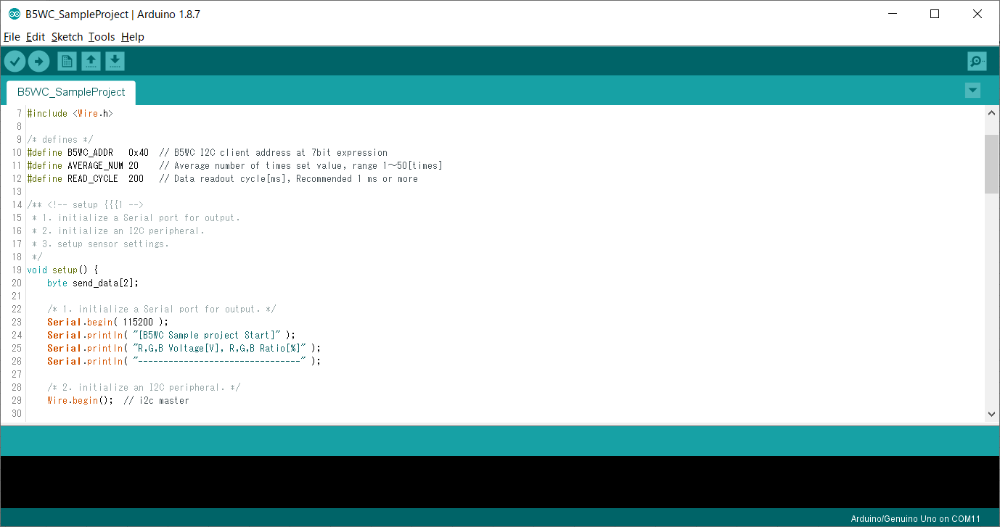 B5WC_SampleProject | Arduino 1.8.7
File Edit Sketch Tools Help
B5WC_SampleProject
7 #include <Wire.h>
8
9 /* defines */
10 #define B5WC_ADDR   0x40  // B5WC I2C client address at 7bit expression
11 #define AVERAGE_NUM 20    // Average number of times set value, range 1～50[times]
12 #define READ_CYCLE  200   // Data readout cycle[ms], Recommended 1 ms or more
13
14 /** <!-- setup {{{1 -->
15  * 1. initialize a Serial port for output.
16  * 2. initialize an I2C peripheral.
17  * 3. setup sensor settings.
18  */
19 void setup() {
20     byte send_data[2];
21
22     /* 1. initialize a Serial port for output. */
23     Serial.begin( 115200 );
24     Serial.println( "[B5WC Sample project Start]" );
25     Serial.println( "R,G,B Voltage[V], R,G,B Ratio[%]" );
26     Serial.println( "--------------------------------" );
27
28     /* 2. initialize an I2C peripheral. */
29     Wire.begin();  // i2c master
30
Arduino/Genuino Uno on COM11